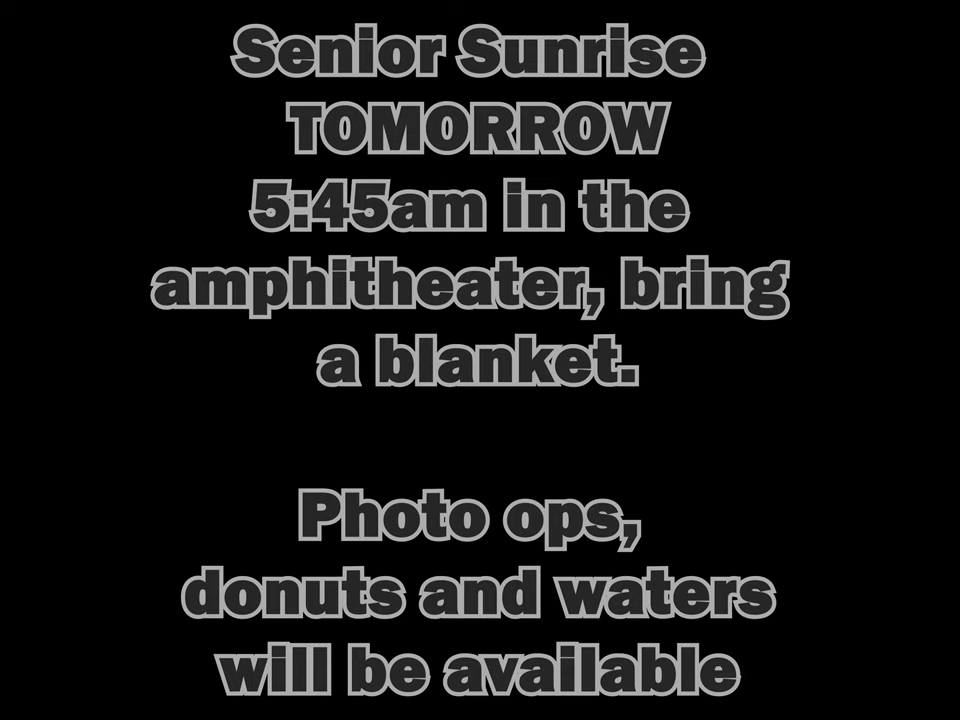 Senior Sunrise
TOMORROW
5:45am in the
amphitheater, bring
a blanket.
Photo ops,
donuts and waters
will be available